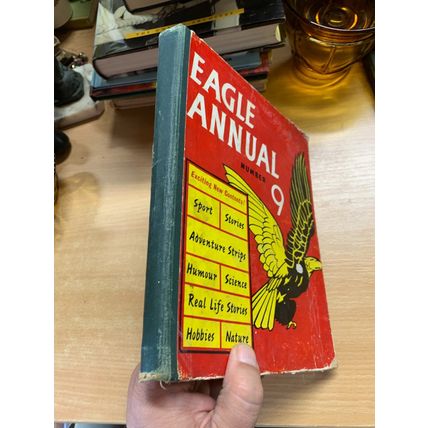 EAGLE
ANNUAL
NUMBER
9
Exciting New Contents!
Sport Stories
Adventure Strips
Humour Science
Real Life Stories
Hobbies Nature